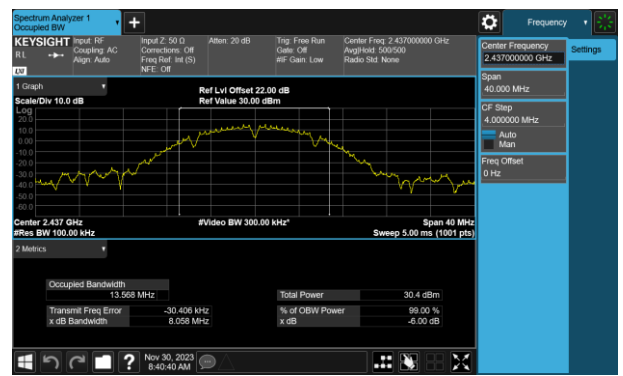 Spectrum Analyzer 1
Occupied BW
Frequency
KEYSIGHT
Input: RF
Input Z: 50 Ω
Atten: 20 dB
Trig: Free Run
Center Freq: 2.437000000 GHz
RL
Coupling: AC
Corrections: Off
Gate: Off
Avg|Hold: 500/500
Align: Auto
Freq Ref: Int (S)
#IF Gain: Low
Radio Std: None
NFE: Off
LXI
Center Frequency
2.437000000 GHz
Settings
Span
40.000 MHz
CF Step
4.000000 MHz
Auto
Man
Freq Offset
0 Hz
1 Graph
Ref Lvl Offset 22.00 dB
Scale/Div 10.0 dB
Ref Value 30.00 dBm
Log
20.0
10.0
0.00
-10.0
-20.0
-30.0
-40.0
-50.0
-60.0
Center 2.437 GHz
#Video BW 300.00 kHz*
Span 40 MHz
#Res BW 100.00 kHz
Sweep 5.00 ms (1001 pts)
2 Metrics
Occupied Bandwidth
13.568 MHz
Total Power
30.4 dBm
Transmit Freq Error
-30.406 kHz
% of OBW Power
99.00 %
x dB Bandwidth
8.058 MHz
x dB
-6.00 dB
?
Nov 30, 2023
8:40:40 AM